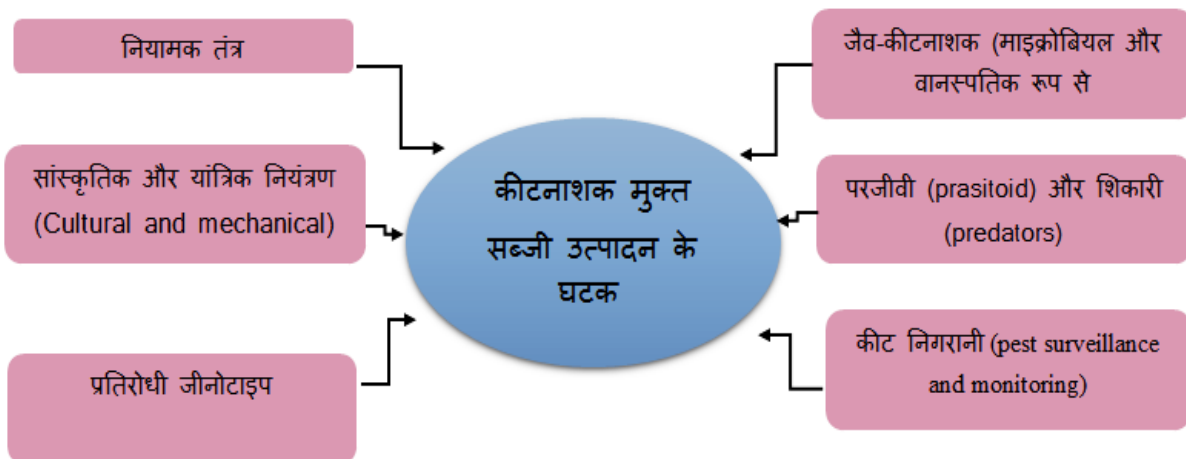 नियामक तंत्र
सांस्कृतिक और यांत्रिक नियंत्रण
(Cultural and mechanical)
प्रतिरोधी जीनोटाइप
कीटनाशक मुक्त
सब्जी उत्पादन के
घटक
जैव-कीटनाशक (माइक्रोबियल और
वानस्पतिक रूप से
परजीवी (prasitoid) और शिकारी
(predators)
कीट निगरानी (pest surveillance
and monitoring)